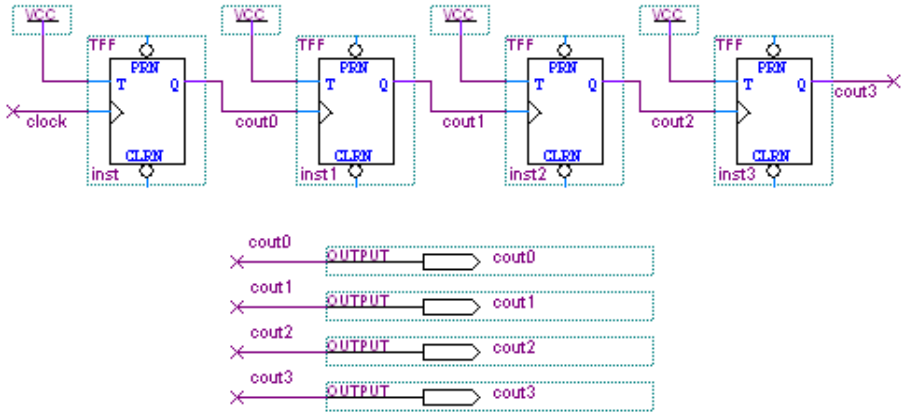 VCC VCC VCC VCC
TFF TFF TFF TFF
PRN PRN PRN PRN
T Q T Q T Q T Q
clock cout0 cout1 cout2 cout3
CLRN CLRN CLRN CLRN
inst inst1 inst2 inst3
cout0 OUTPUT cout0
cout1 OUTPUT cout1
cout2 OUTPUT cout2
cout3 OUTPUT cout3